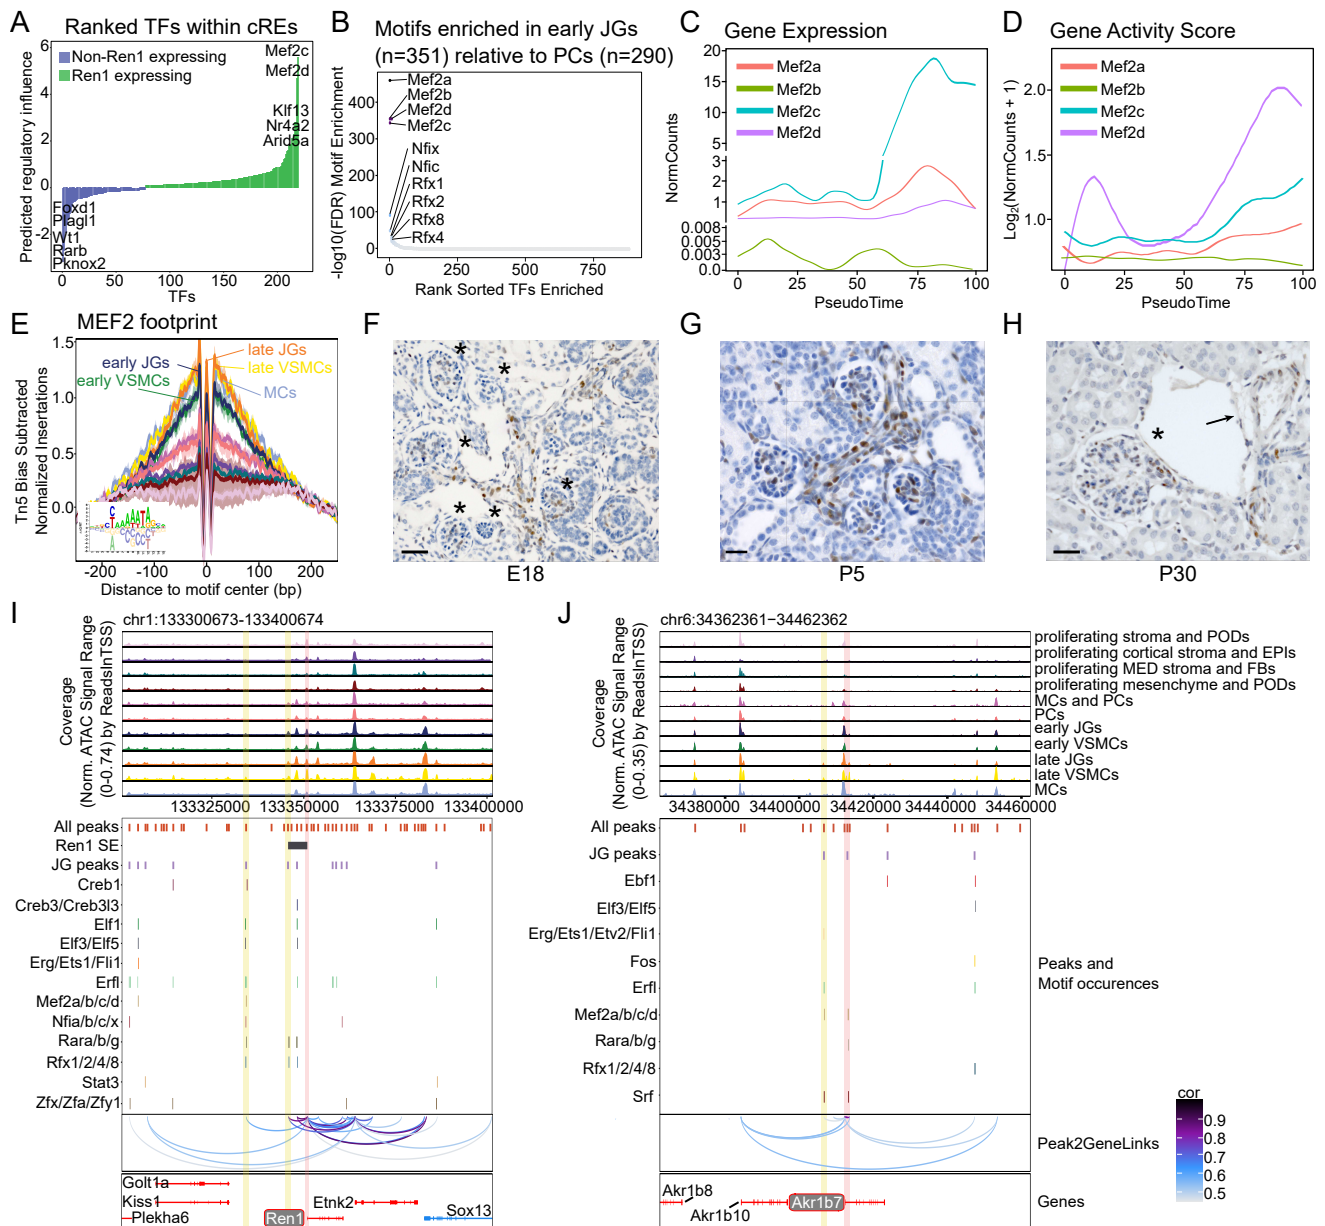 A Ranked TFs within cREs
Predicted regulatory influence
6
4
2
0
Non-Ren1 expressing
Ren1 expressing
Mef2c
Mef2d
Klf13
Nr4a2
Arid5a
Foxd1
Plagl1
Wt1
Rarb
Pknox2
0 50 100 150 200
TFs
B Motifs enriched in early JGs
(n=351) relative to PCs (n=290)
-log10(FDR) Motif Enrichment
400
300
200
100
0
Mef2a
Mef2b
Mef2d
Mef2c
Nfix
Nfic
Rfx1
Rfx2
Rfx8
Rfx4
0 250 500 750
Rank Sorted TFs Enriched
C Gene Expression
NormCounts
20
15
10
5
3
2
1
0.008
0.005
0.003
0.0
Mef2a
Mef2b
Mef2c
Mef2d
0 25 50 75 100
PseudoTime
D Gene Activity Score
Log2(NormCounts + 1)
2.0
1.5
1.0
Mef2a
Mef2b
Mef2c
Mef2d
0 25 50 75 100
PseudoTime
E MEF2 footprint
Tn5 Bias Subtracted
Normalized Insertations
1.5
1.0
0.5
0.0
early JGs
early VSMCs
late JGs
late VSMCs
MCs
-200 -100 0 100 200
Distance to motif center (bp)
F
* * * * * *
E18
G
P5
H
*
P30
I
chr1:133300673-133400674
Coverage
(Norm. ATAC Signal Range
(0-0.74) by ReadsInTSS)
133325000 133350000 133375000 133400000
All peaks
Ren1 SE
JG peaks
Creb1
Creb3/Creb3l3
Elf1
Elf3/Elf5
Erg/Ets1/Fli1
Erfl
Mef2a/b/c/d
Nfia/b/c/x
Rara/b/g
Rfx1/2/4/8
Stat3
Zfx/Zfa/Zfy1
Golt1a
Kiss1
Plekha6
Ren1
Etnk2
Sox13
J
chr6:34362361−34462362
Coverage
(Norm. ATAC Signal Range
(0-0.35) by ReadsInTSS)
proliferating stroma and PODs
proliferating cortical stroma and EPIs
proliferating MED stroma and FBs
proliferating mesenchyme and PODs
MCs and PCs
PCs
early JGs
early VSMCs
late JGs
late VSMCs
MCs
34380000 34400000 34420000 34440000 34460000
All peaks
JG peaks
Ebf1
Elf3/Elf5
Erg/Ets1/Etv2/Fli1
Fos
Erfl
Mef2a/b/c/d
Rara/b/g
Rfx1/2/4/8
Srf
Peaks and
Motif occurences
Peak2GeneLinks
Genes
Akr1b8
Akr1b10
Akr1b7
cor
0.9
0.8
0.7
0.6
0.5